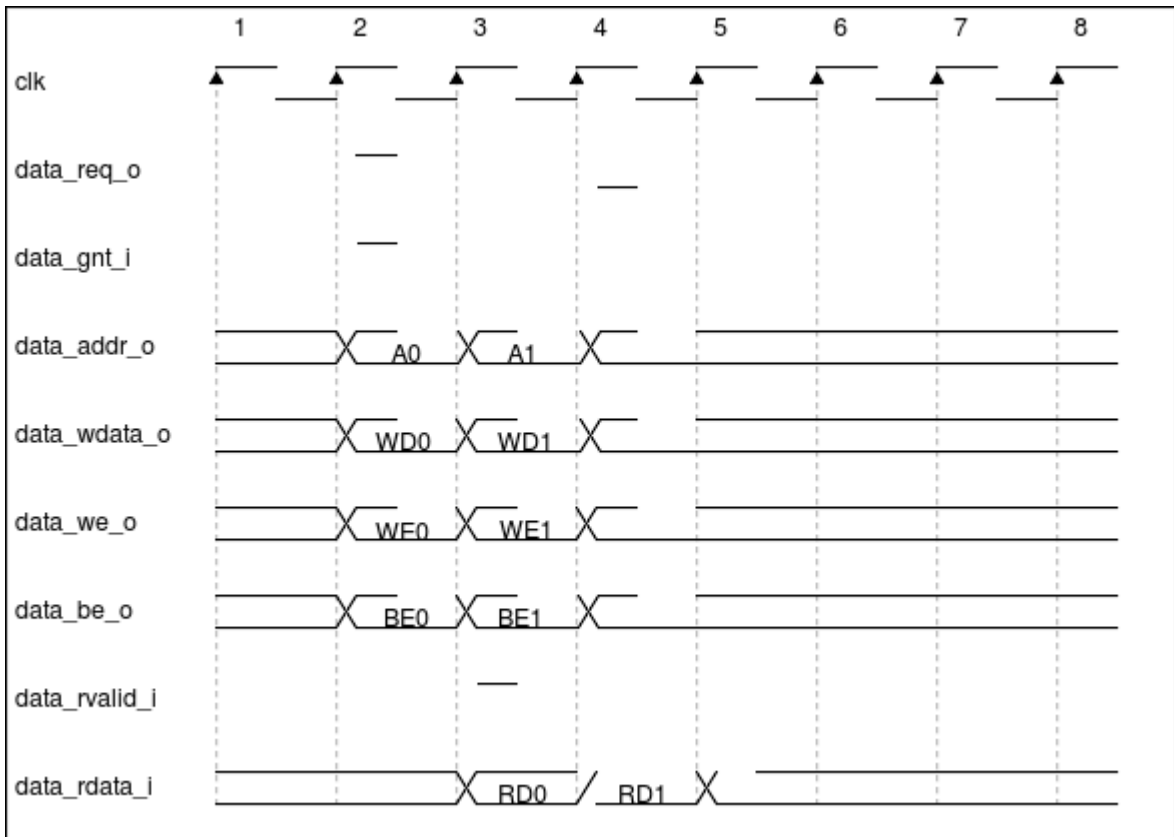 1 2 3 4 5 6 7 8
clk
data_req_o
data_gnt_i
data_addr_o A0 A1
data_wdata_o WD0 WD1
data_we_o WE0 WE1
data_be_o BE0 BE1
data_rvalid_i
data_rdata_i RD0 RD1